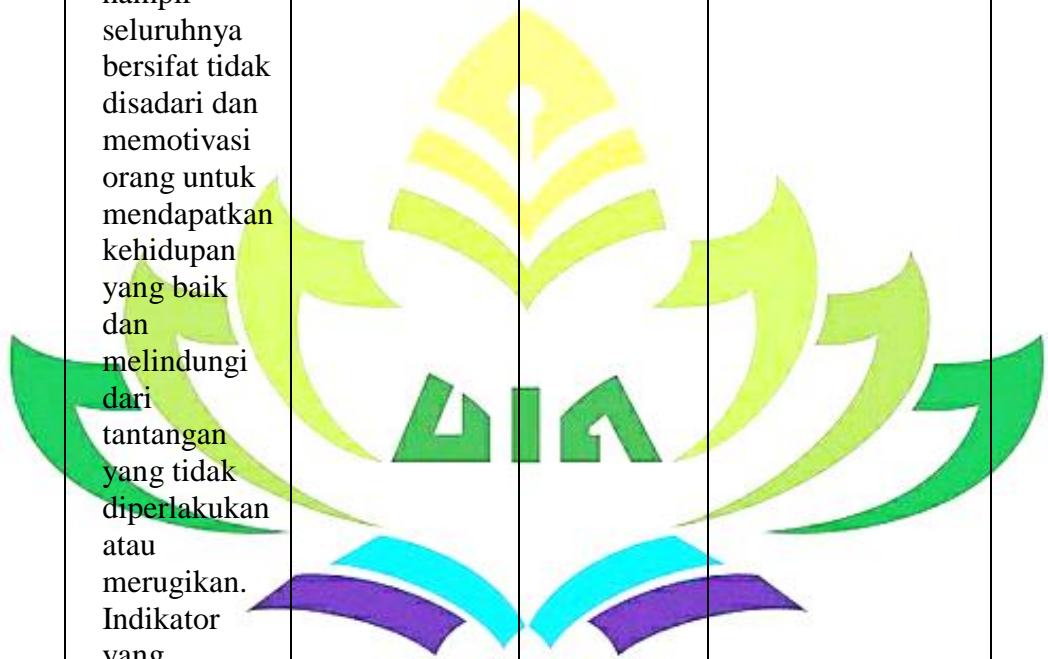 seluruhnya
bersifat tidak
disadari dan
memotivasi
orang untuk
mendapatkan
kehidupan
yang baik
dan
melindungi
dari
tantangan
yang tidak
diperlakukan
atau
merugikan.
Indikator
yang
UIN